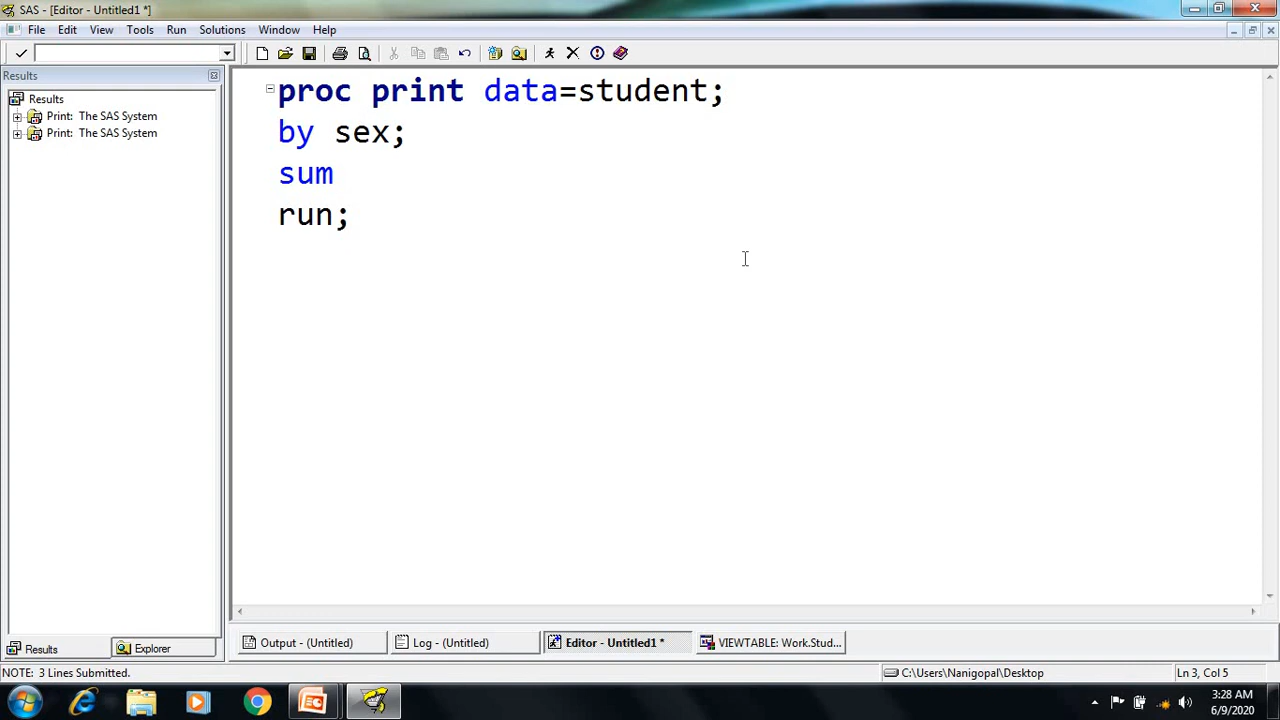 SAS - [Editor - Untitled1 *]
File Edit View Tools Run Solutions Window Help
Results
Results
Print: The SAS System
Print: The SAS System
proc print data=student;
by sex;
sum
run;
Results Explorer
Output - (Untitled) Log - (Untitled) Editor - Untitled1 * VIEWTABLE: Work.Stud...
NOTE: 3 Lines Submitted. C:\Users\Nanigopal\Desktop Ln 3, Col 5
3:28 AM
6/9/2020